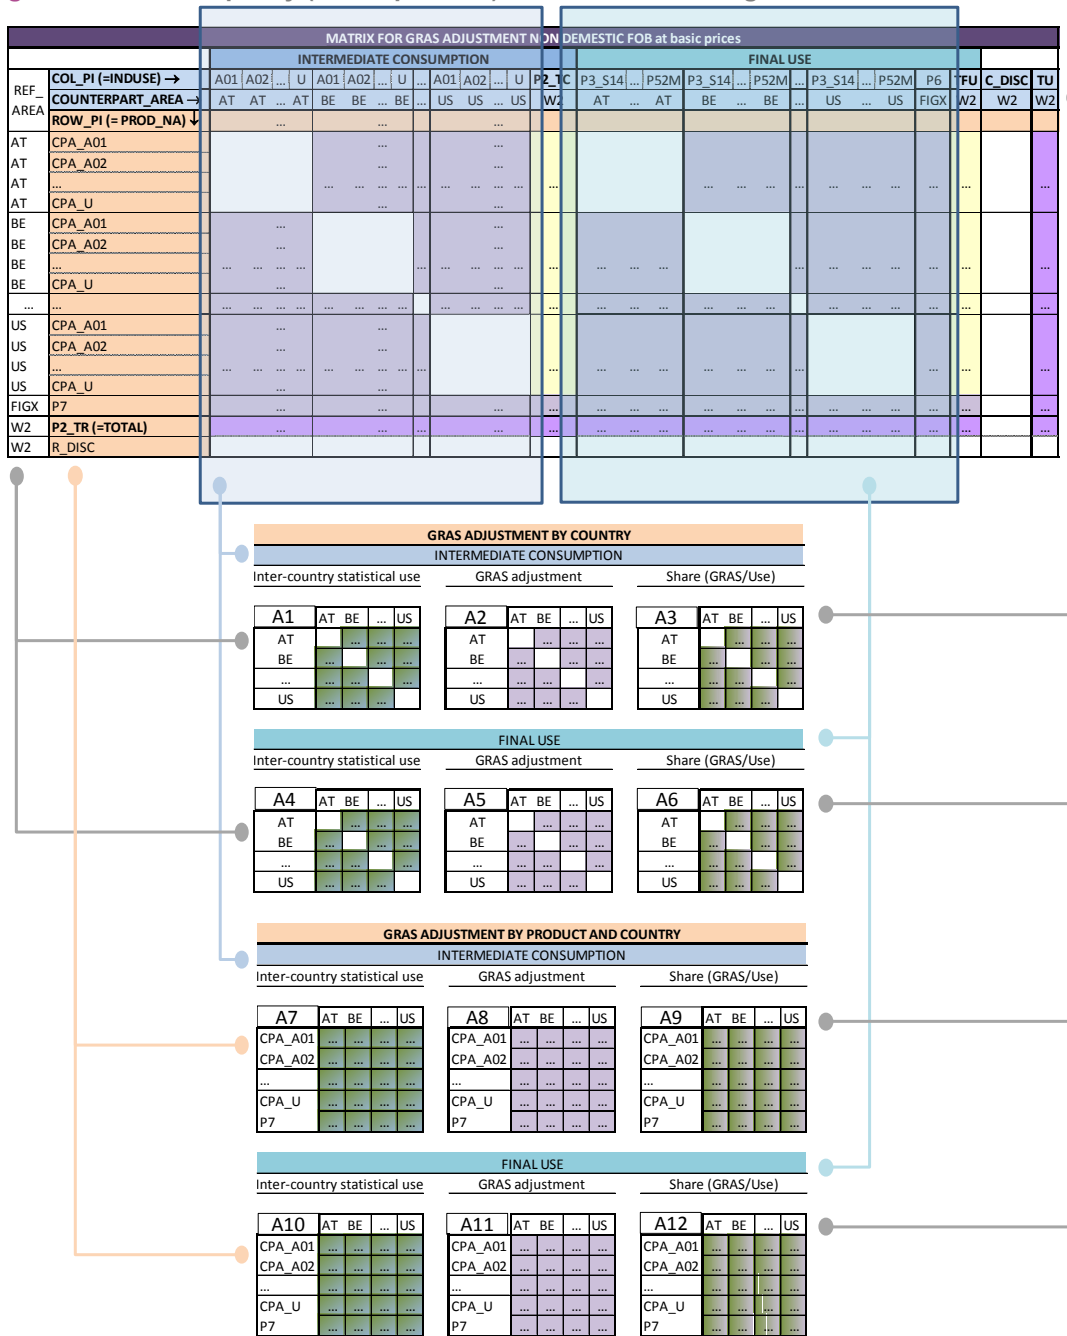 MATRIX FOR GRAS ADJUSTMENT NON DEMESTIC FOB at basic prices
INTERMEDIATE CONSUMPTION FINAL USE
REF_AREA COL_PI (=INDUSE) → A01 A02 ... U A01 A02 ... U ... A01 A02 ... U P2_TC P3_S14 ... P52M P3_S14 ... P52M ... P3_S14 ... P52M P6 TFU C_DISC TU
COUNTERPART_AREA → AT AT ... AT BE BE ... BE ... US US ... US W2 AT ... AT BE ... BE ... US ... US FIGX W2 W2 W2
ROW_PI (= PROD_NA) ↓ ... ... ...
AT CPA_A01 ... ...
AT CPA_A02 ... ...
AT ... ... ... ... ... ... ... ... ... ... ... ... ... ... ... ... ... ... ... ... ...
AT CPA_U ... ...
BE CPA_A01 ... ...
BE CPA_A02 ... ...
BE ... ... ... ... ... ... ... ... ... ... ... ... ... ... ... ... ... ... ... ... ...
BE CPA_U ... ...
... ... ... ... ... ... ... ... ... ... ... ... ... ... ... ... ... ... ... ... ... ... ... ... ... ... ... ...
US CPA_A01 ... ...
US CPA_A02 ... ...
US ... ... ... ... ... ... ... ... ... ... ... ... ... ... ... ... ... ... ... ... ...
US CPA_U ... ...
FIGX P7 ... ... ... ... ... ... ... ... ... ... ... ... ... ... ... ... ...
W2 P2_TR (=TOTAL) ... ... ... ... ... ... ... ... ... ... ... ... ... ... ... ... ...
W2 R_DISC
GRAS ADJUSTMENT BY COUNTRY
INTERMEDIATE CONSUMPTION
Inter-country statistical use GRAS adjustment Share (GRAS/Use)
A1 AT BE ... US A2 AT BE ... US A3 AT BE ... US
AT ... ... ... AT ... ... ... AT ... ... ...
BE ... ... ... BE ... ... ... BE ... ... ...
... ... ... ... ... ... ... ... ... ... ... ...
US ... ... ... US ... ... ... US ... ... ...
FINAL USE
Inter-country statistical use GRAS adjustment Share (GRAS/Use)
A4 AT BE ... US A5 AT BE ... US A6 AT BE ... US
AT ... ... ... AT ... ... ... AT ... ... ...
BE ... ... ... BE ... ... ... BE ... ... ...
... ... ... ... ... ... ... ... ... ... ... ...
US ... ... ... US ... ... ... US ... ... ...
GRAS ADJUSTMENT BY PRODUCT AND COUNTRY
INTERMEDIATE CONSUMPTION
Inter-country statistical use GRAS adjustment Share (GRAS/Use)
A7 AT BE ... US A8 AT BE ... US A9 AT BE ... US
CPA_A01 ... ... ... ... CPA_A01 ... ... ... ... CPA_A01 ... ... ... ...
CPA_A02 ... ... ... ... CPA_A02 ... ... ... ... CPA_A02 ... ... ... ...
... ... ... ... ... ... ... ... ... ... ... ... ... ... ...
CPA_U ... ... ... ... CPA_U ... ... ... ... CPA_U ... ... ... ...
P7 ... ... ... ... P7 ... ... ... ... P7 ... ... ... ...
FINAL USE
Inter-country statistical use GRAS adjustment Share (GRAS/Use)
A10 AT BE ... US A11 AT BE ... US A12 AT BE ... US
CPA_A01 ... ... ... ... CPA_A01 ... ... ... ... CPA_A01 ... ... ... ...
CPA_A02 ... ... ... ... CPA_A02 ... ... ... ... CPA_A02 ... ... ... ...
... ... ... ... ... ... ... ... ... ... ... ... ... ... ...
CPA_U ... ... ... ... CPA_U ... ... ... ... CPA_U ... ... ... ...
P7 ... ... ... ... P7 ... ... ... ... P7 ... ... ... ...